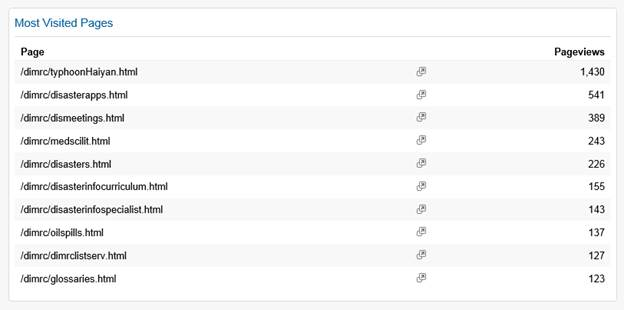 Most Visited Pages
Page Pageviews
/dimrc/typhoonHaiyan.html 1,430
/dimrc/disasterapps.html 541
/dimrc/dismeetings.html 389
/dimrc/medscilit.html 243
/dimrc/disasters.html 226
/dimrc/disasterinfocurriculum.html 155
/dimrc/disasterinfospecialist.html 143
/dimrc/oilspills.html 137
/dimrc/dimrclistserv.html 127
/dimrc/glossaries.html 123